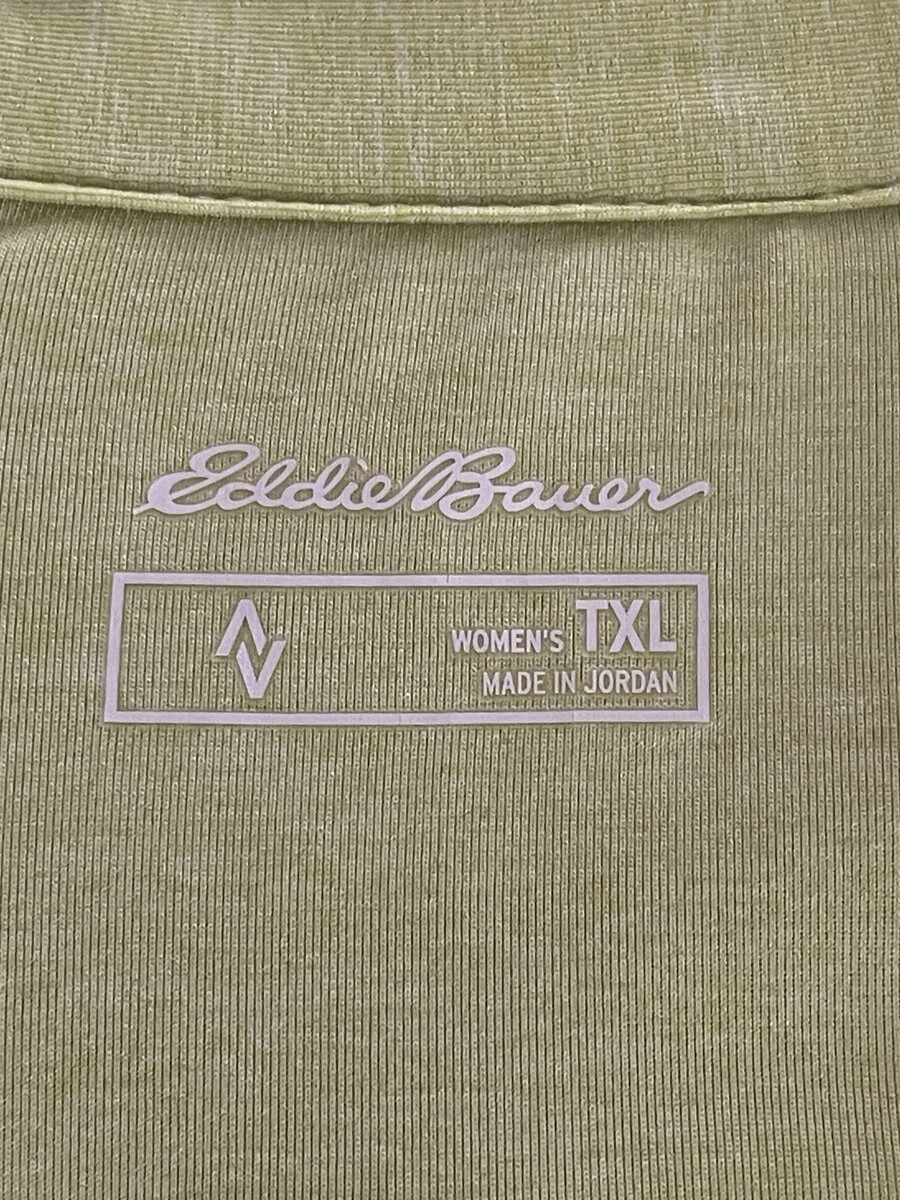 Eddie Bauer
WOMEN'S TXL
MADE IN JORDAN